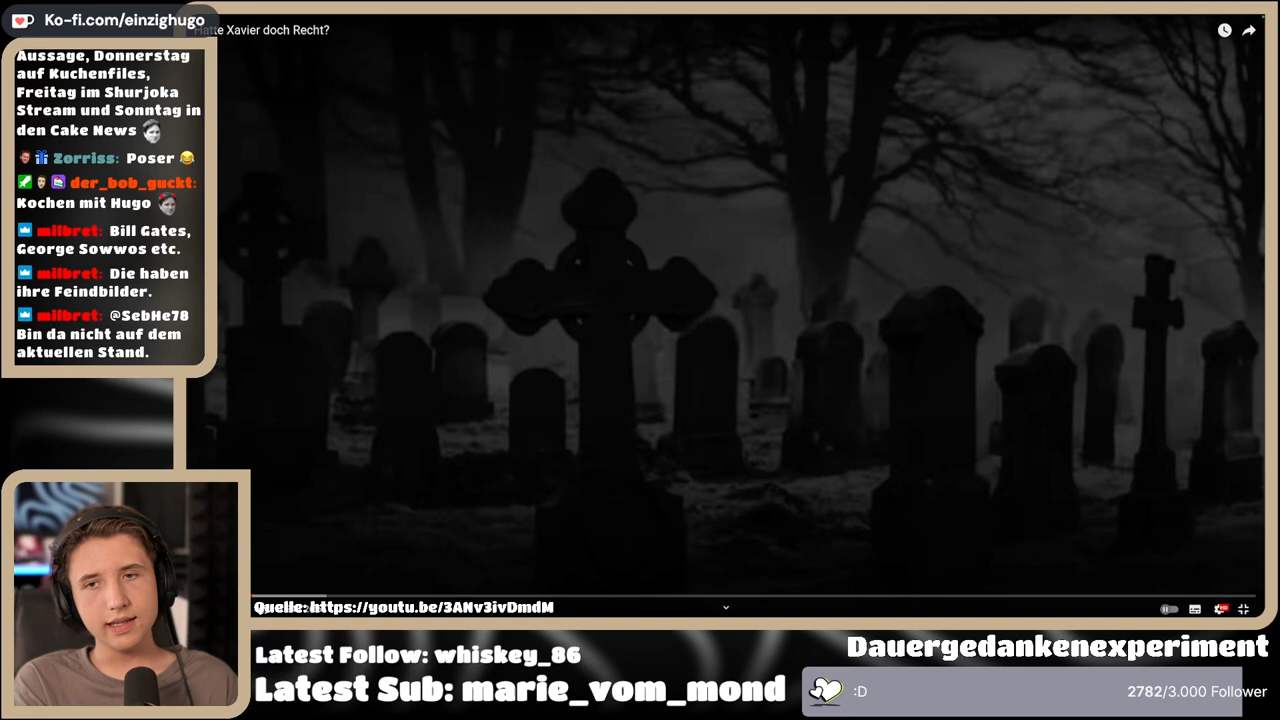 Ko-fi.com/einzighugo
Xavier doch Recht?
Aussage, Donnerstag
auf Kuchenfiles,
Freitag im Shurjoka
Stream und Sonntag in
den Cake News
Zorriss: Poser
der_bob_guckt:
Kochen mit Hugo
milbret: Bill Gates,
George Sowwos etc.
milbret: Die haben
ihre Feindbilder.
milbret: @SebHe78
Bin da nicht auf dem
aktuellen Stand.
Quelle: https://youtu.be/3ANv3ivDmdM
HD
Latest Follow: whiskey_86
Latest Sub: marie_vom_mond
Dauergedankenexperiment
:D
2782/3.000 Follower